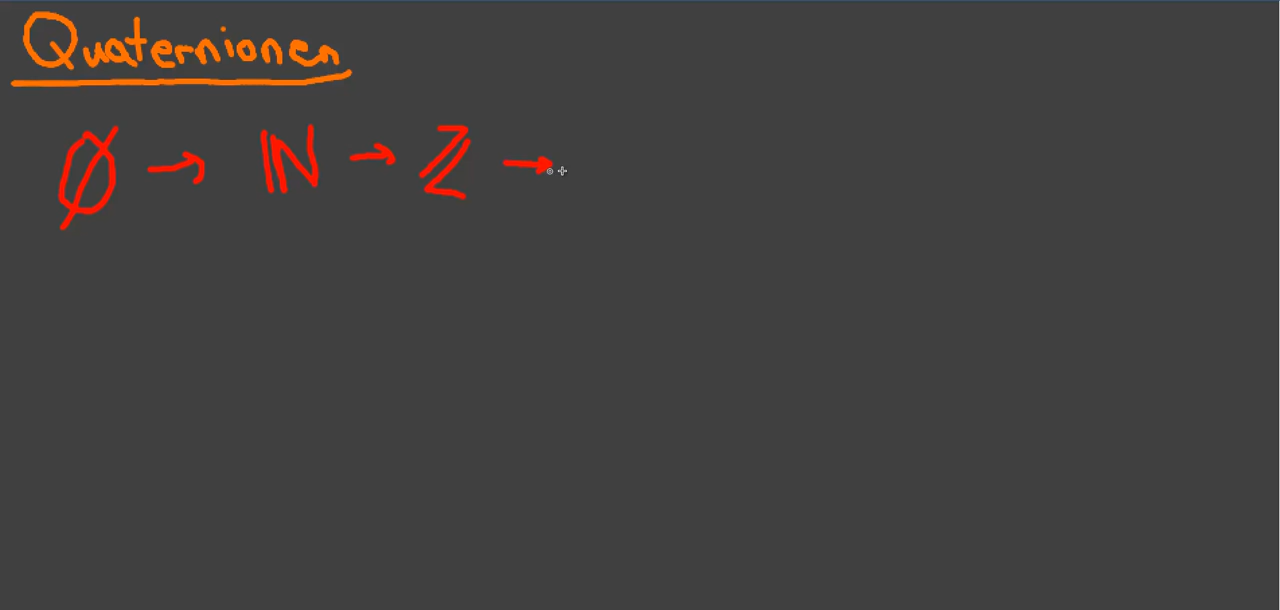 Quaternionen
∅ → ℕ → ℤ →